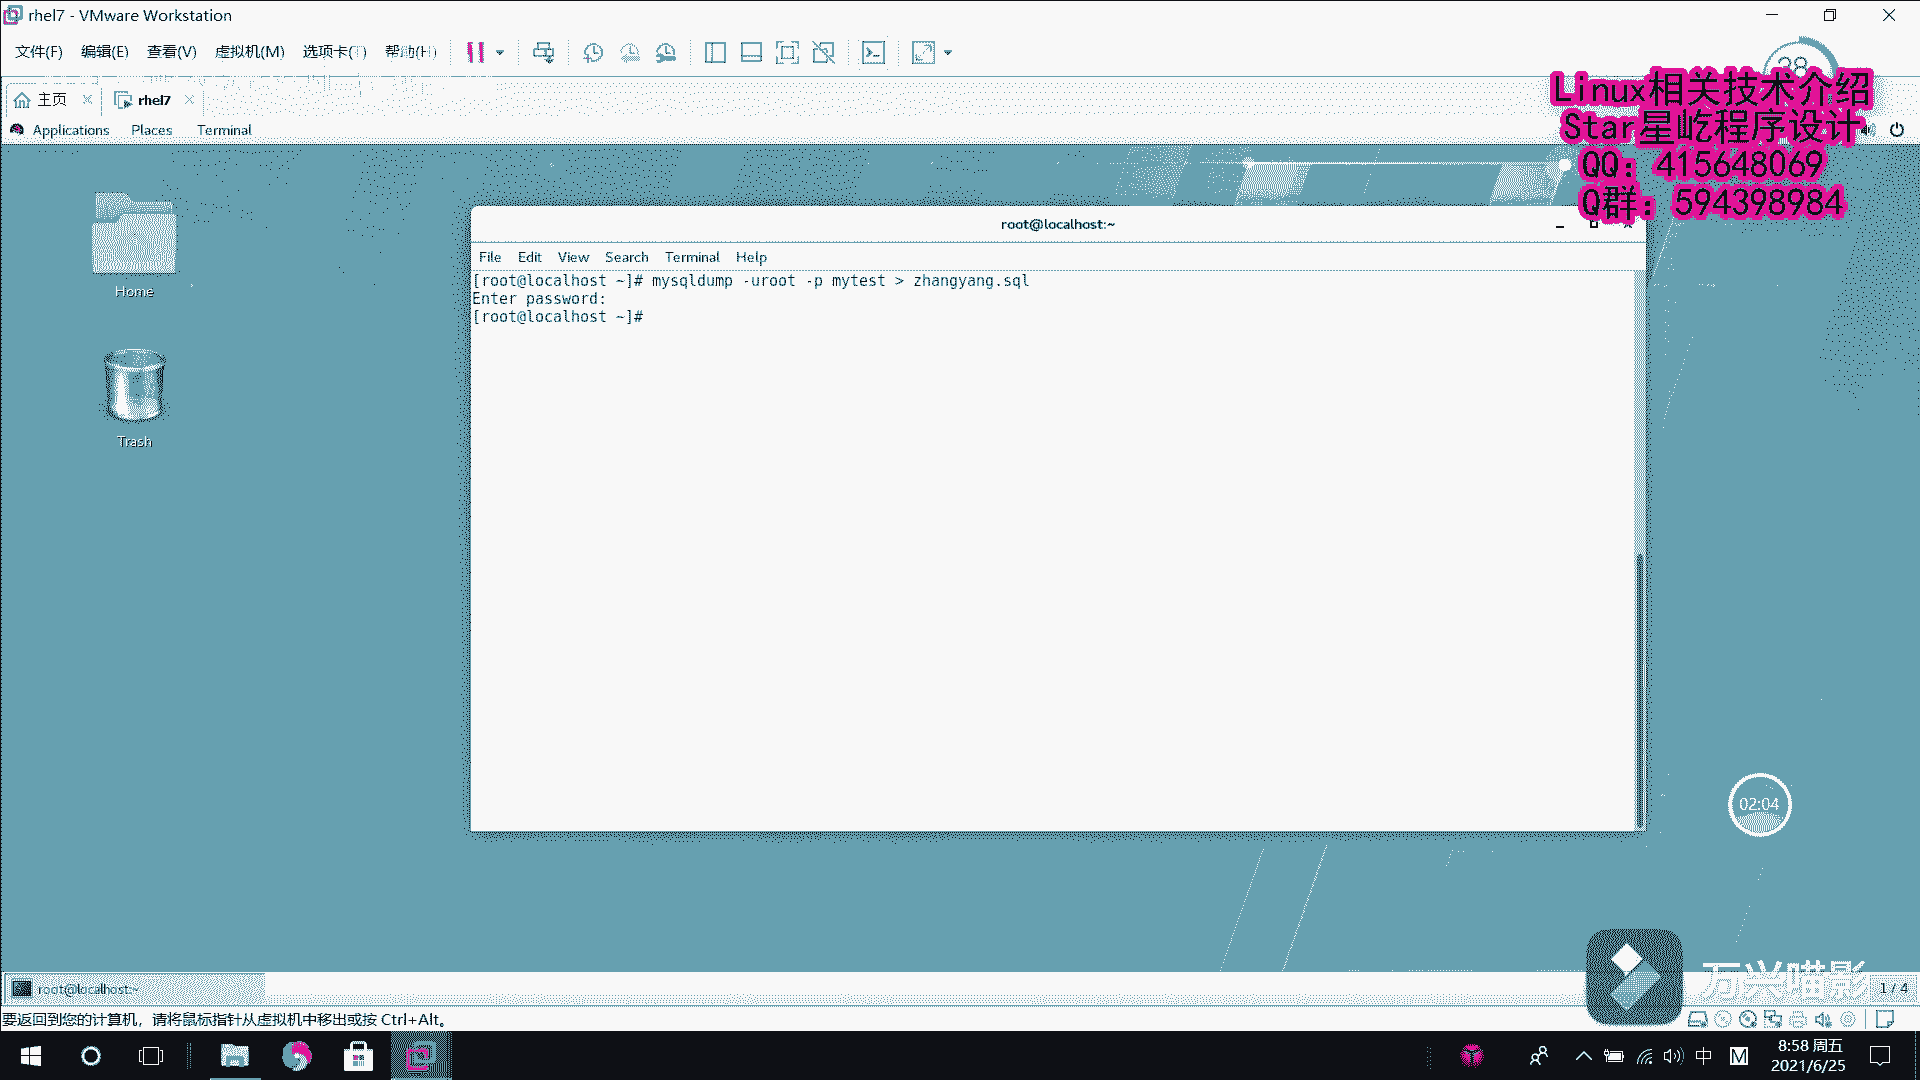 rhel7 - VMware Workstation
文件(F) 编辑(E) 查看(V) 虚拟机(M) 选项卡(T) 帮助(H)
主页 rhel7
Applications Places Terminal
28
Linux相关技术介绍
Star星屹程序设计
QQ：415648069
Q群：594398984
Home
Trash
root@localhost:~
File Edit View Search Terminal Help
[root@localhost ~]# mysqldump -uroot -p mytest > zhangyang.sql
Enter password:
[root@localhost ~]#
02:04
万兴喵影
root@localhost:~
1 / 4
要返回到您的计算机，请将鼠标指针从虚拟机中移出或按 Ctrl+Alt。
中 M
8:58 周五
2021/6/25